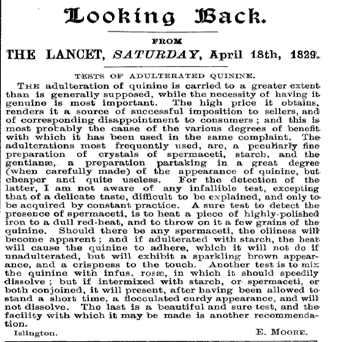 Looking Back.
FROM
THE LANCET, SATURDAY, April 18th, 1829.
TESTS OF ADULTERATED QUININE.
THE adulteration of quinine is carried to a greater extent
than is generally supposed, while the necessity of having it
genuine is most important. The high price it obtains,
renders it a source of successful imposition to sellers, and
of corresponding disappointment to consumers; and this is
most probably the cause of the various degrees of benefit
with which it has been used in the same complaint. The
adulterations most frequently used, are, a peculiarly fine
preparation of crystals of spermaceti, starch, and the
gentianæ, a preparation partaking in a great degree
(when carefully made) of the appearance of quinine, but
cheaper and quite useless. For the detection of the
latter, I am not aware of any infallible test, excepting
that of a delicate taste, difficult to be explained, and only to
be acquired by constant practice. A sure test to detect the
presence of spermaceti, is to heat a piece of highly-polished
iron to a dull red-heat, and to throw on it a few grains of the
quinine. Should there be any spermaceti, the oiliness will
become apparent; and if adulterated with starch, the heat
will cause the quinine to adhere, which it will not do if
unadulterated, but will exhibit a sparkling brown appear-
ance, and a crispness to the touch. Another test is to mix
the quinine with infus. rosæ, in which it should speedily
dissolve; but if intermixed with starch, or spermaceti, or
both conjoined, it will present, after having been allowed to
stand a short time, a flocculated curdy appearance, and will
not dissolve. The last is a beautiful and sure test, and the
facility with which it may be made is another recommenda-
tion.
Islington. E. MOORE.